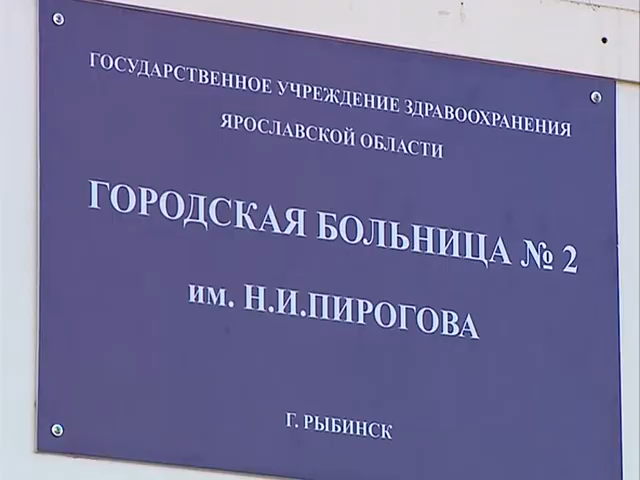 ГОСУДАРСТВЕННОЕ УЧРЕЖДЕНИЕ ЗДРАВООХРАНЕНИЯ
ЯРОСЛАВСКОЙ ОБЛАСТИ
ГОРОДСКАЯ БОЛЬНИЦА № 2
им. Н.И.ПИРОГОВА
Г. РЫБИНСК